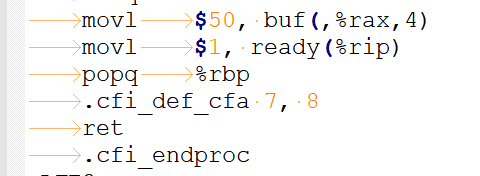 movl $50, buf(,%rax,4)
movl $1, ready(%rip)
popq %rbp
.cfi_def_cfa 7, 8
ret
.cfi_endproc